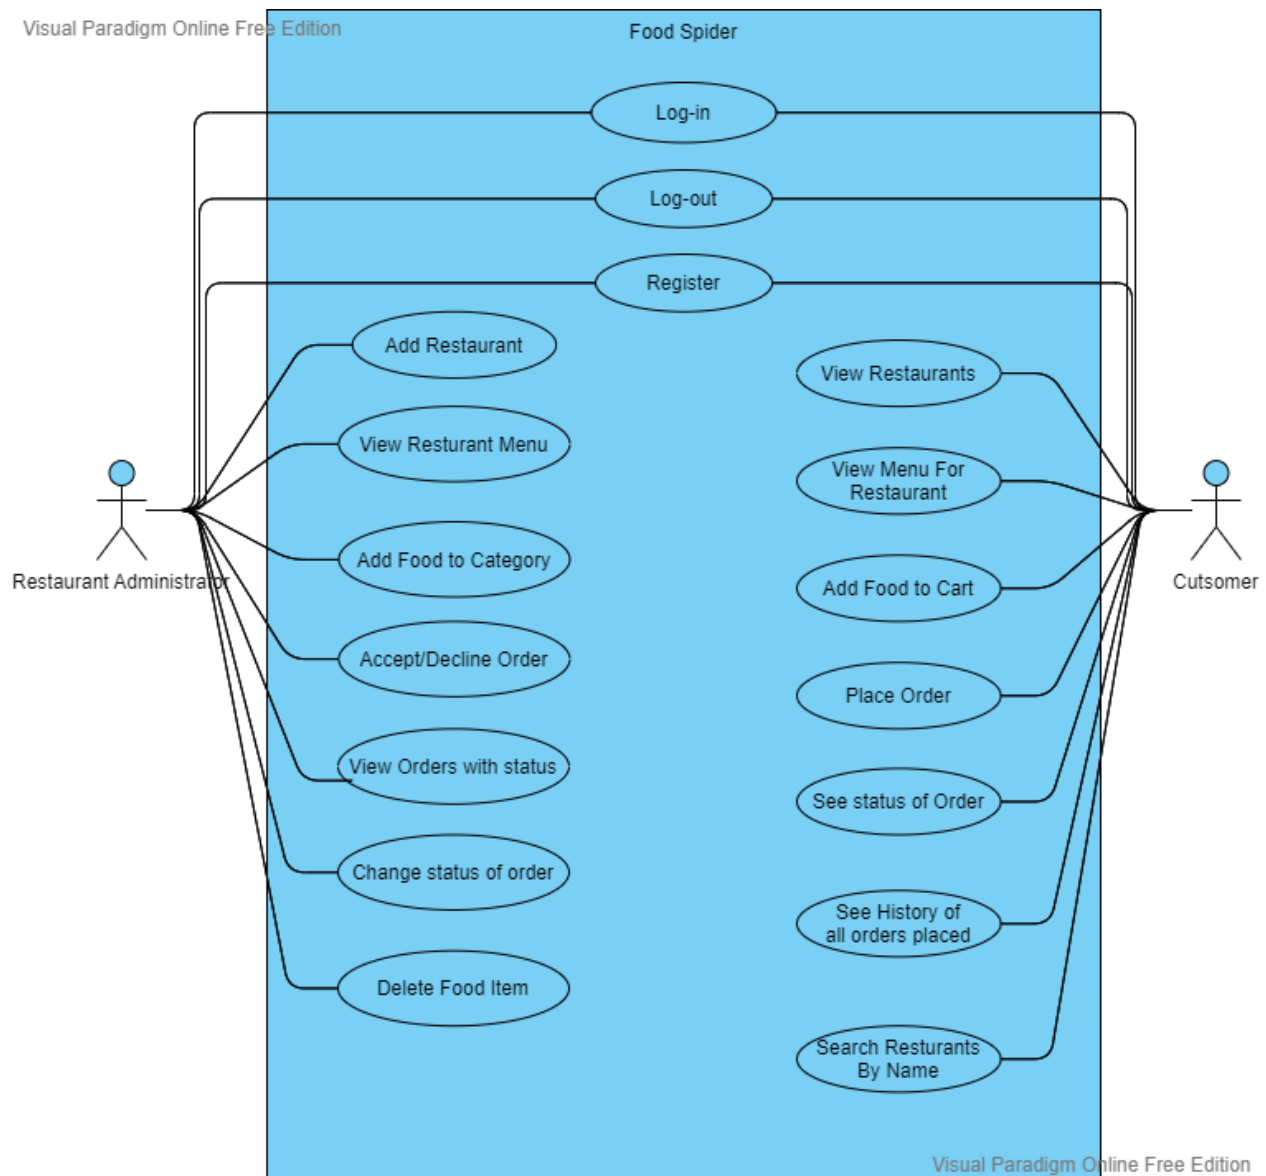 Visual Paradigm Online Free Edition
Food Spider
Log-in
Log-out
Register
Add Restaurant
View Resturant Menu
Add Food to Category
Accept/Decline Order
View Orders with status
Change status of order
Delete Food Item
Restaurant Administrator
View Restaurants
View Menu For
Restaurant
Add Food to Cart
Place Order
See status of Order
See History of
all orders placed
Search Resturants
By Name
Cutsomer
Visual Paradigm Online Free Edition